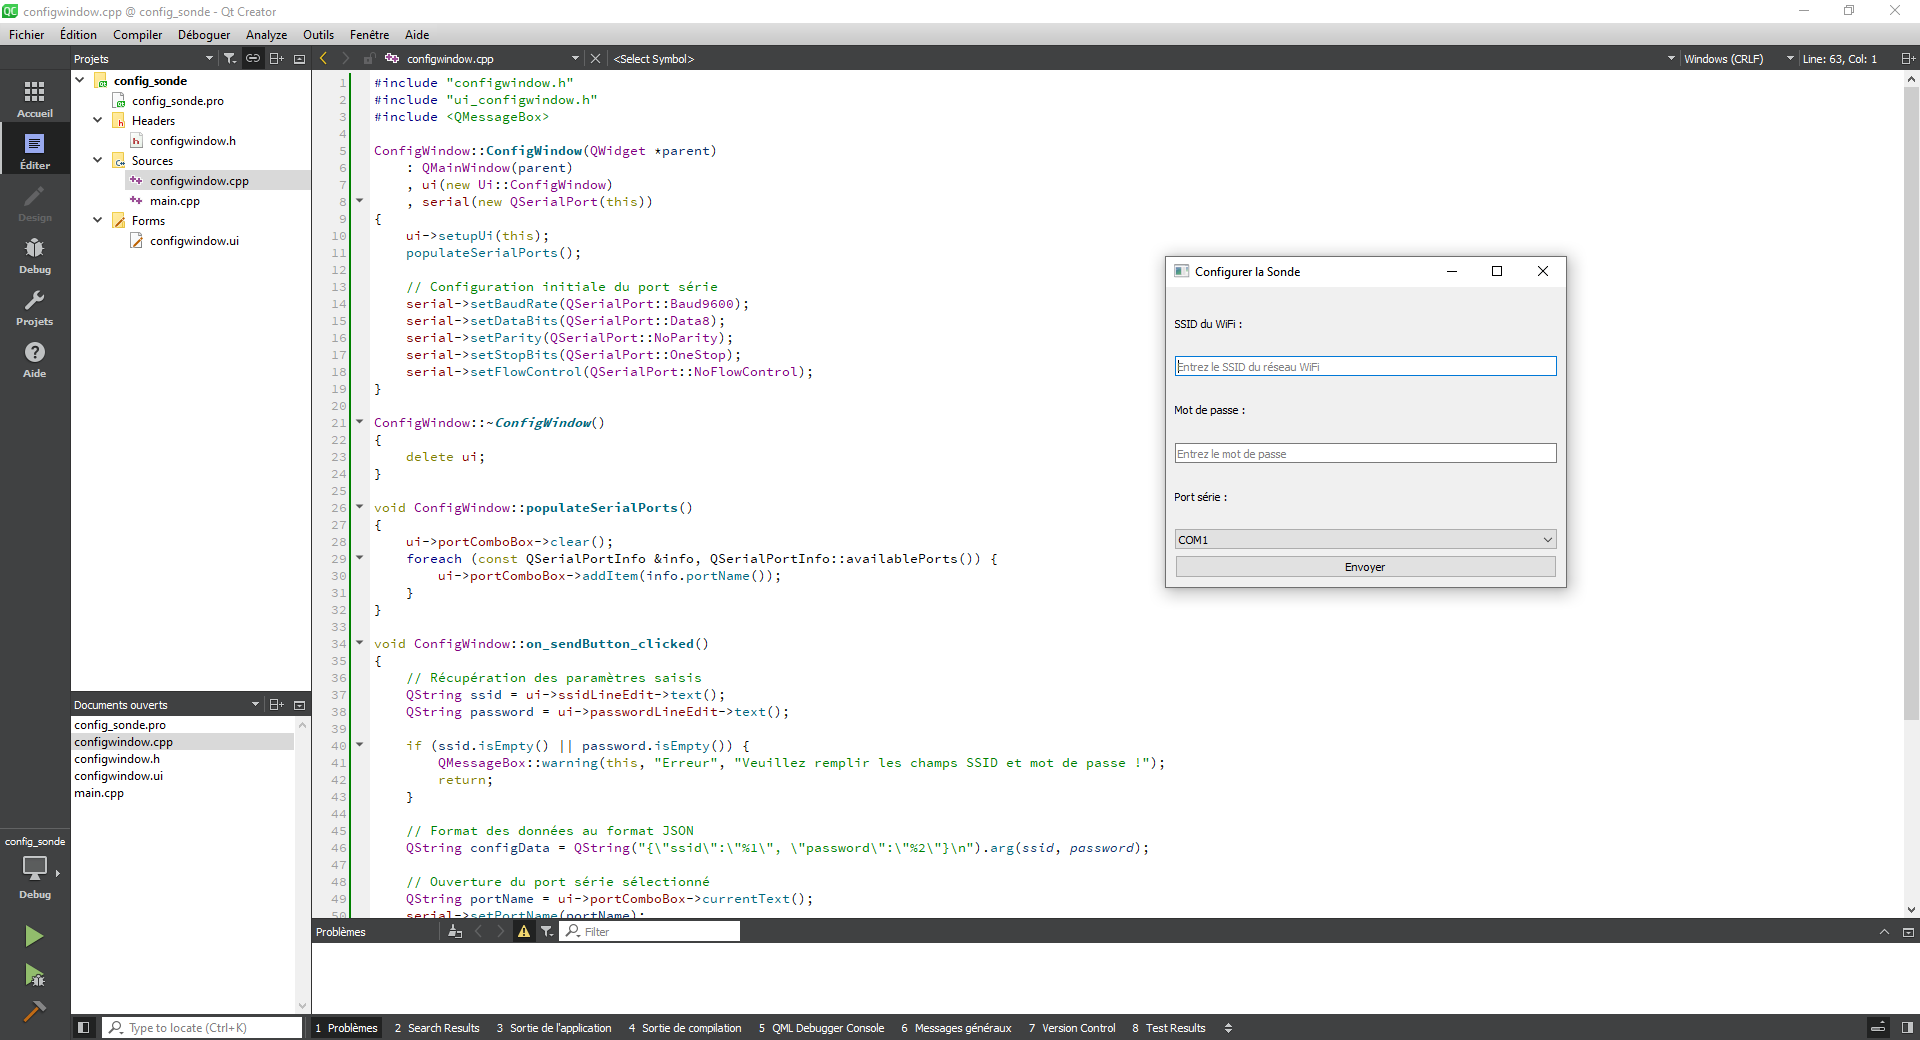 configwindow.cpp @ config_sonde - Qt Creator
Fichier Édition Compiler Déboguer Analyze Outils Fenêtre Aide
Projets
configwindow.cpp
<Select Symbol>
Windows (CRLF)
Line: 63, Col: 1
Accueil
Éditer
Design
Debug
Projets
Aide
config_sonde
config_sonde.pro
Headers
configwindow.h
Sources
configwindow.cpp
main.cpp
Forms
configwindow.ui
1 #include "configwindow.h"
2 #include "ui_configwindow.h"
3 #include <QMessageBox>
4
5 ConfigWindow::ConfigWindow(QWidget *parent)
6 : QMainWindow(parent)
7 , ui(new Ui::ConfigWindow)
8 , serial(new QSerialPort(this))
9 {
10 ui->setupUi(this);
11 populateSerialPorts();
12
13 // Configuration initiale du port série
14 serial->setBaudRate(QSerialPort::Baud9600);
15 serial->setDataBits(QSerialPort::Data8);
16 serial->setParity(QSerialPort::NoParity);
17 serial->setStopBits(QSerialPort::OneStop);
18 serial->setFlowControl(QSerialPort::NoFlowControl);
19 }
20
21 ConfigWindow::~ConfigWindow()
22 {
23 delete ui;
24 }
25
26 void ConfigWindow::populateSerialPorts()
27 {
28 ui->portComboBox->clear();
29 foreach (const QSerialPortInfo &info, QSerialPortInfo::availablePorts()) {
30 ui->portComboBox->addItem(info.portName());
31 }
32 }
33
34 void ConfigWindow::on_sendButton_clicked()
35 {
36 // Récupération des paramètres saisis
37 QString ssid = ui->ssidLineEdit->text();
38 QString password = ui->passwordLineEdit->text();
39
40 if (ssid.isEmpty() || password.isEmpty()) {
41 QMessageBox::warning(this, "Erreur", "Veuillez remplir les champs SSID et mot de passe !");
42 return;
43 }
44
45 // Format des données au format JSON
46 QString configData = QString("{\"ssid\":\"%1\", \"password\":\"%2\"}\n").arg(ssid, password);
47
48 // Ouverture du port série sélectionné
49 QString portName = ui->portComboBox->currentText();
50 serial->setPortName(portName);
Configurer la Sonde
SSID du WiFi :
Entrez le SSID du réseau WiFi
Mot de passe :
Entrez le mot de passe
Port série :
COM1
Envoyer
Documents ouverts
config_sonde.pro
configwindow.cpp
configwindow.h
configwindow.ui
main.cpp
config_sonde
Debug
Problèmes
Filter
Type to locate (Ctrl+K)
1 Problèmes 2 Search Results 3 Sortie de l'application 4 Sortie de compilation 5 QML Debugger Console 6 Messages généraux 7 Version Control 8 Test Results